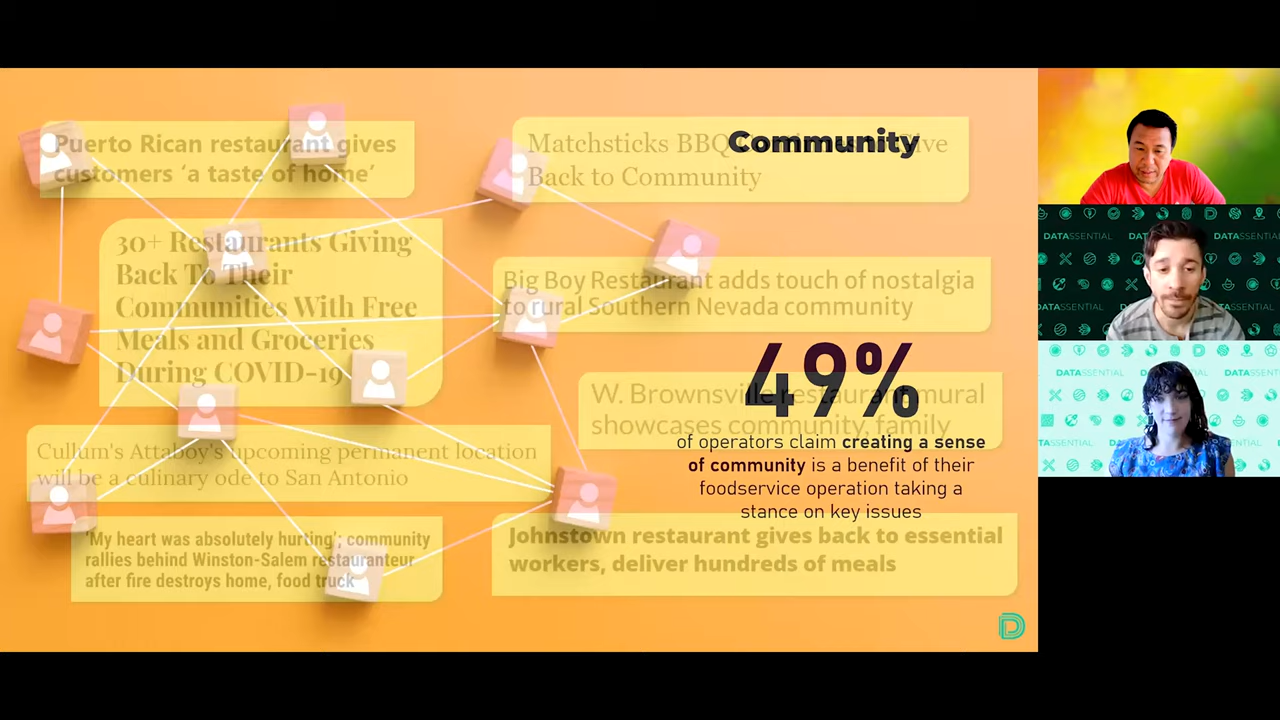 Puerto Rican restaurant gives
customers ‘a taste of home’
30+ Restaurants Giving
Back To Their
Communities With Free
Meals and Groceries
During COVID-19
Cullum's Attaboy's upcoming permanent location
will be a culinary ode to San Antonio
'My heart was absolutely hurting'; community
rallies behind Winston-Salem restauranteur
after fire destroys home, food truck
Matchsticks BBQ
Back to Community
Community
Big Boy Restaurant adds touch of nostalgia
to rural Southern Nevada community
W. Brownsville restaurant mural
showcases community, family
49%
of operators claim creating a sense
of community is a benefit of their
foodservice operation taking a
stance on key issues
Johnstown restaurant gives back to essential
workers, deliver hundreds of meals
DATASSENTIAL
DATASSENTIAL
DATASSENTIAL
DATASSENTIAL